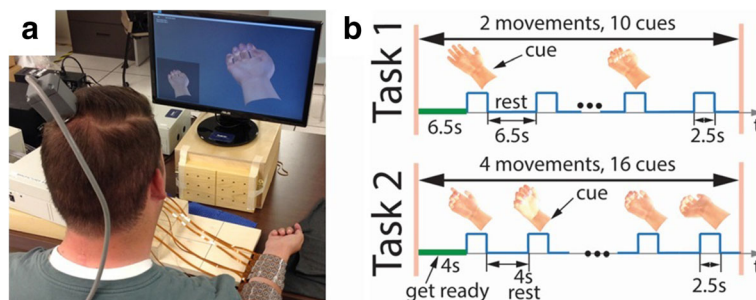 a
b
Task 1
2 movements, 10 cues
cue
rest
6.5s
6.5s
2.5s
t
Task 2
4 movements, 16 cues
cue
4s
4s
rest
get ready
2.5s
t